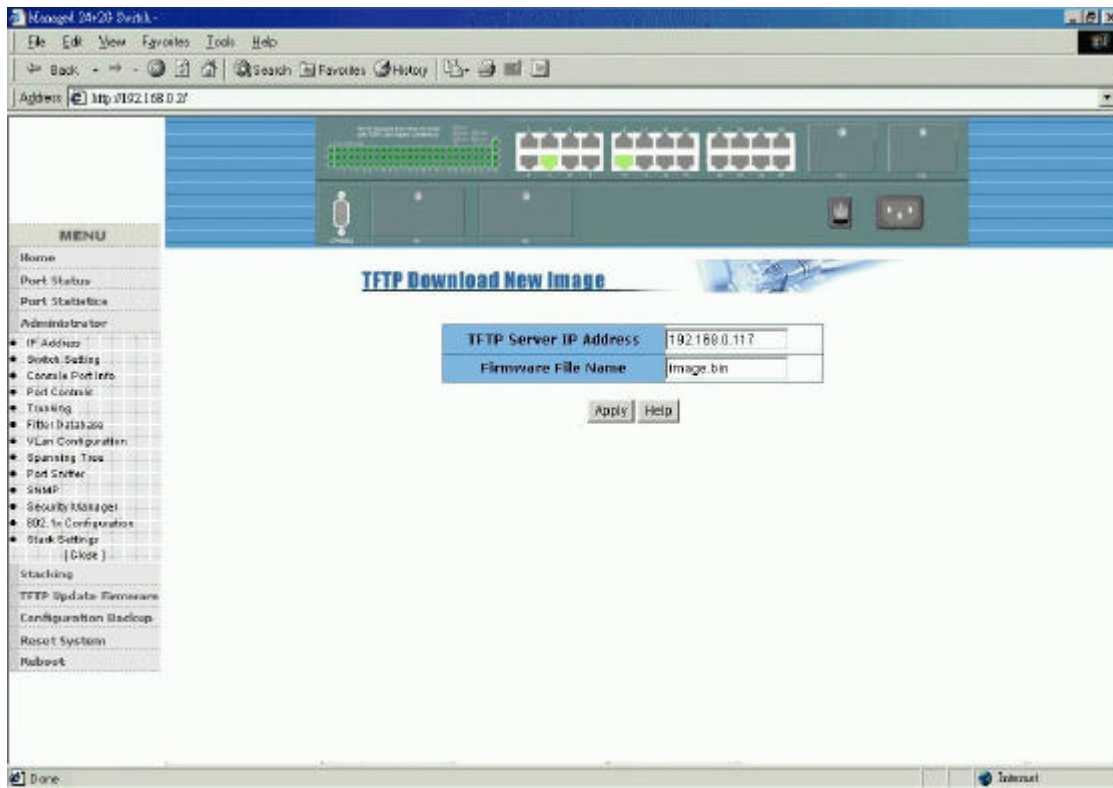 Managed 24+2G Switch -
File Edit View Favorites Tools Help
Back Search Favorites History
Address http://192.168.0.2/
MENU
Home
Port Status
Port Statistics
Administrator
IP Address
Switch Setting
Console Port Info
Port Controls
Trunking
Filter Database
VLan Configuration
Spanning Tree
Port Sniffer
SNMP
Security Manager
802.1x Configuration
Stack Settings
[ Close ]
Stacking
TFTP Update Firmware
Configuration Backup
Reset System
Reboot
TFTP Download New Image
TFTP Server IP Address 192.168.0.117
Firmware File Name image.bin
Apply Help
Done Internet